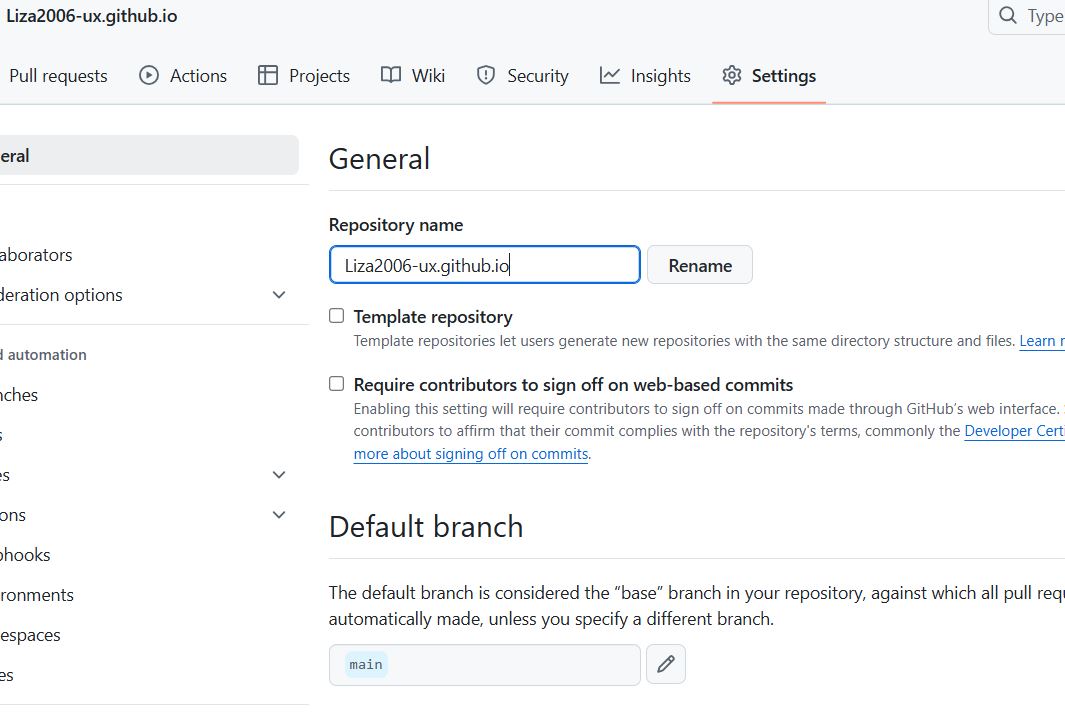 Liza2006-ux.github.io
Type
Pull requests
Actions
Projects
Wiki
Security
Insights
Settings
eral
aborators
deration options
d automation
nches
s
es
ons
ohooks
ronments
espaces
es
General
Repository name
Liza2006-ux.github.io
Rename
Template repository
Template repositories let users generate new repositories with the same directory structure and files. Learn r
Require contributors to sign off on web-based commits
Enabling this setting will require contributors to sign off on commits made through GitHub’s web interface.
contributors to affirm that their commit complies with the repository's terms, commonly the Developer Certi
more about signing off on commits.
Default branch
The default branch is considered the “base” branch in your repository, against which all pull requ
automatically made, unless you specify a different branch.
main